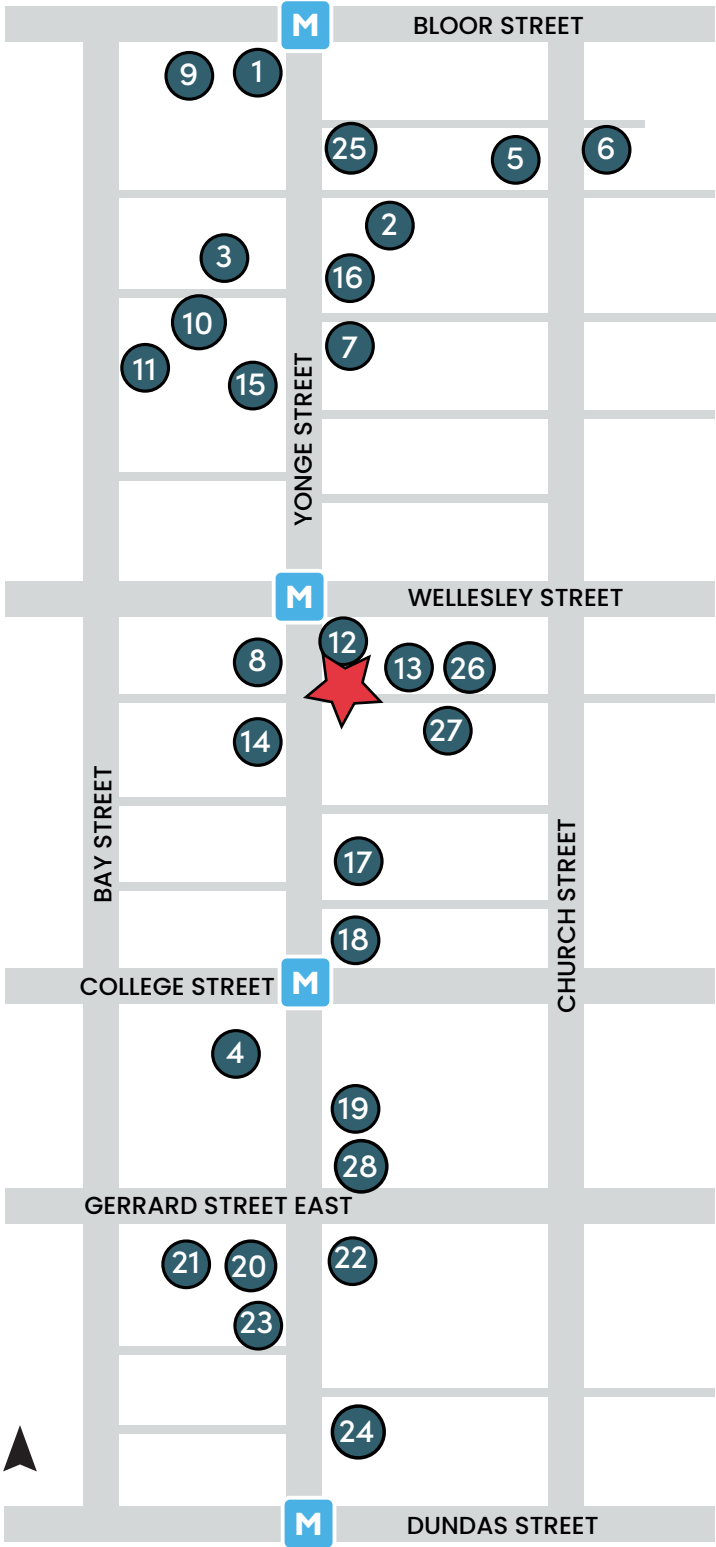 M
BLOOR STREET
9
1
25
5
6
2
3
16
10
7
11
15
YONGE STREET
M
WELLESLEY STREET
12
8
13
26
27
14
BAY STREET
17
CHURCH STREET
18
COLLEGE STREET
M
4
19
28
GERRARD STREET EAST
21
20
22
23
24
M
DUNDAS STREET